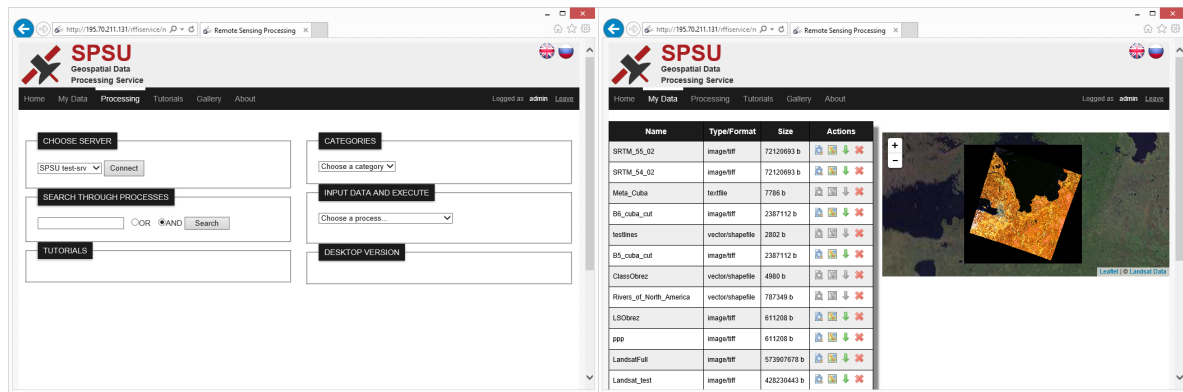 http://195.70.211.131/rffiservice/n
Remote Sensing Processing
SPSU
Geospatial Data
Processing Service
Home My Data Processing Tutorials Gallery About Logged as admin Leave
CHOOSE SERVER
SPSU test-srv Connect
SEARCH THROUGH PROCESSES
OR AND Search
TUTORIALS
CATEGORIES
Choose a category
INPUT DATA AND EXECUTE
Choose a process...
DESKTOP VERSION
http://195.70.211.131/rffiservice/n
Remote Sensing Processing
SPSU
Geospatial Data
Processing Service
Home My Data Processing Tutorials Gallery About Logged as admin Leave
Name Type/Format Size Actions
SRTM_55_02 image/tiff 72120693 b
SRTM_54_02 image/tiff 72120693 b
Meta_Cuba textfile 7786 b
B6_cuba_cut image/tiff 2387112 b
testlines vector/shapefile 2802 b
B5_cuba_cut image/tiff 2387112 b
ClassObrez vector/shapefile 4980 b
Rivers_of_North_America vector/shapefile 787349 b
LSObrez image/tiff 611208 b
ppp image/tiff 611208 b
LandsatFull image/tiff 573907678 b
Landsat_test image/tiff 428230443 b
+
−
Leaflet | © Landsat Data